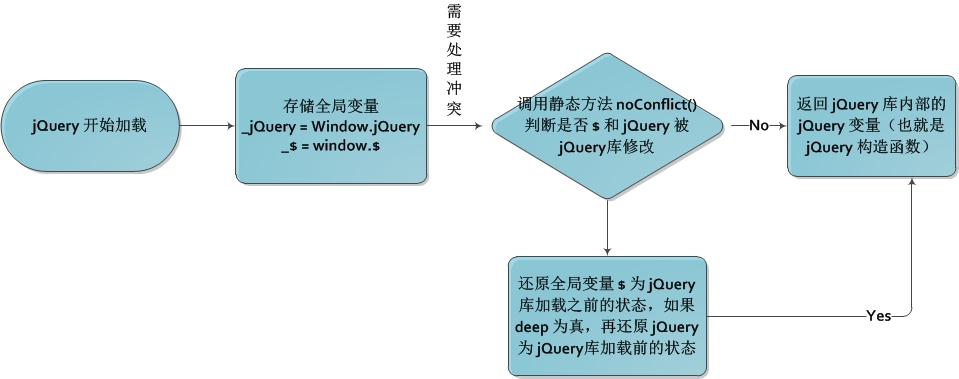 jQuery 开始加载
存储全局变量
_jQuery = Window.jQuery
_$ = window.$
需要处理冲突
调用静态方法 noConflict()
判断是否 $ 和 jQuery 被
jQuery库修改
No
返回 jQuery 库内部的
jQuery 变量（也就是
jQuery 构造函数）
还原全局变量 $ 为 jQuery
库加载之前的状态，如果
deep 为真，再还原 jQuery
为 jQuery库加载前的状态
Yes